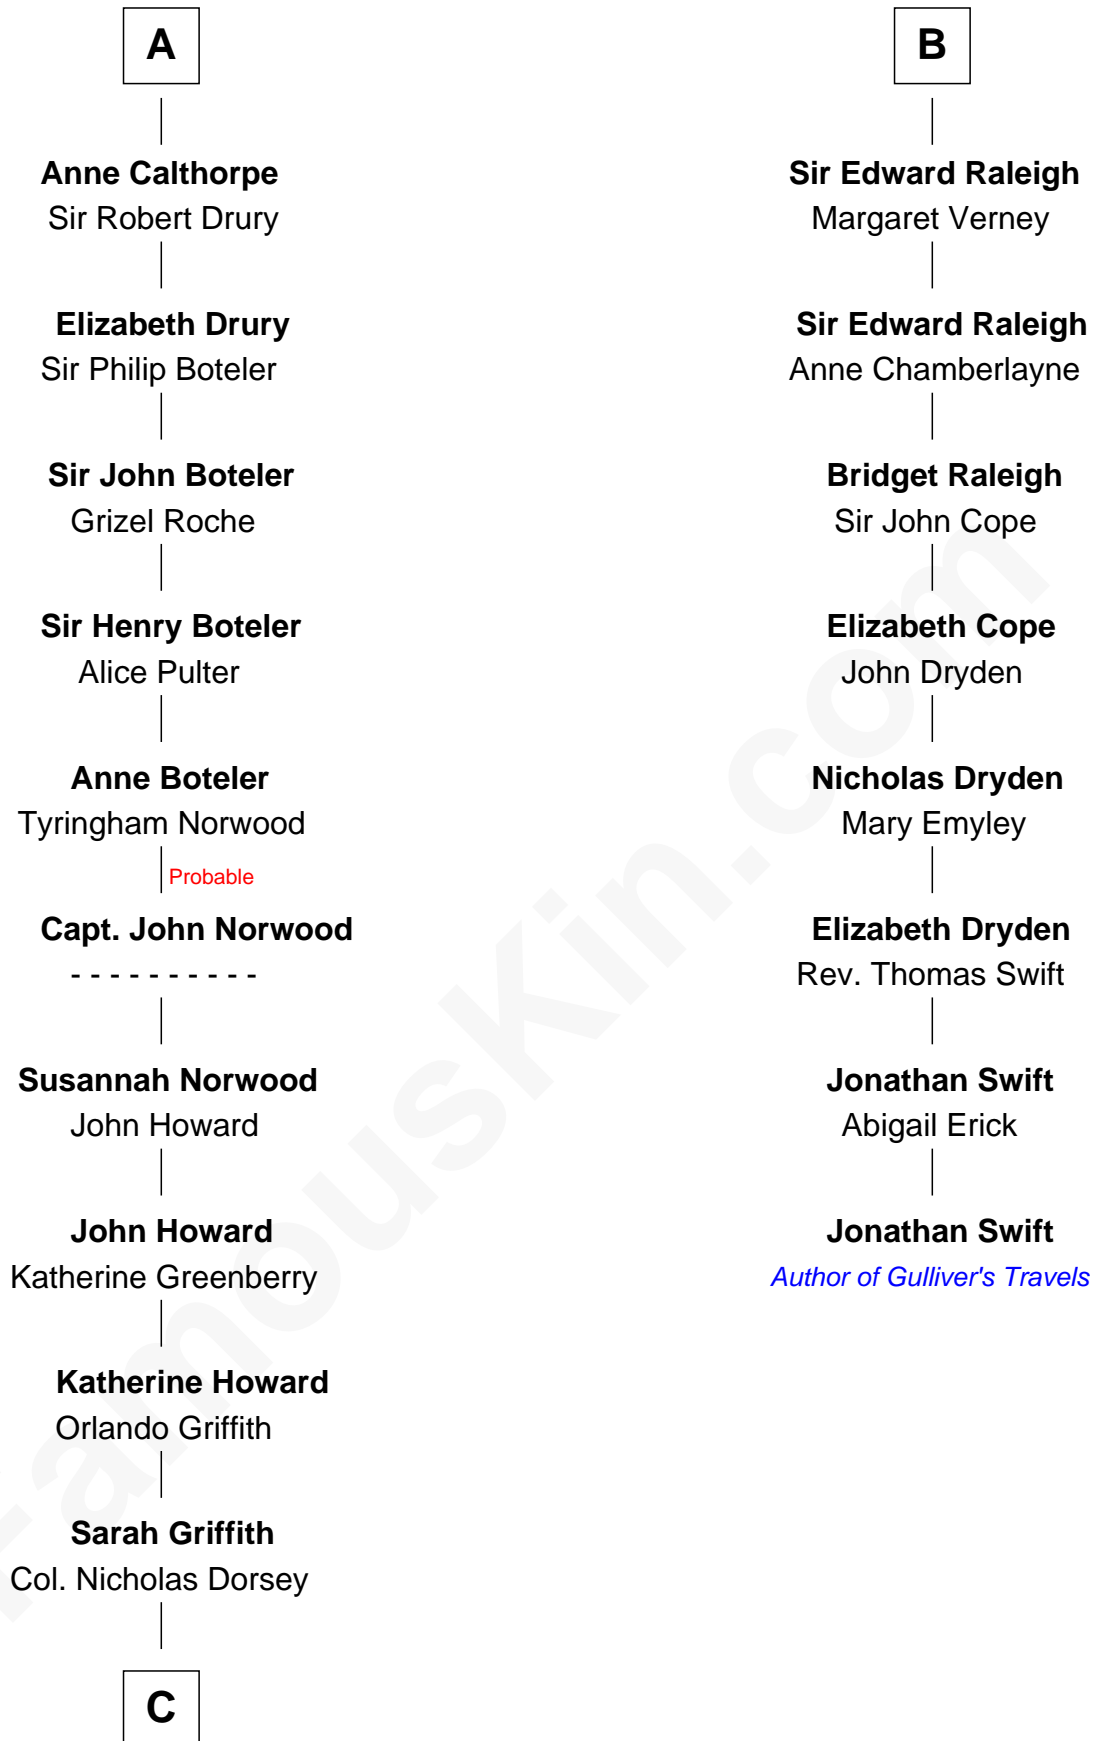 A
Anne Calthorpe
Sir Robert Drury
Elizabeth Drury
Sir Philip Boteler
Sir John Boteler
Grizel Roche
Sir Henry Boteler
Alice Pulter
Anne Boteler
Tyringham Norwood
Probable
Capt. John Norwood
- - - - - - - - - -
Susannah Norwood
John Howard
John Howard
Katherine Greenberry
Katherine Howard
Orlando Griffith
Sarah Griffith
Col. Nicholas Dorsey
C
B
Sir Edward Raleigh
Margaret Verney
Sir Edward Raleigh
Anne Chamberlayne
Bridget Raleigh
Sir John Cope
Elizabeth Cope
John Dryden
Nicholas Dryden
Mary Emyley
Elizabeth Dryden
Rev. Thomas Swift
Jonathan Swift
Abigail Erick
Jonathan Swift
Author of Gulliver's Travels
FamousKin.com